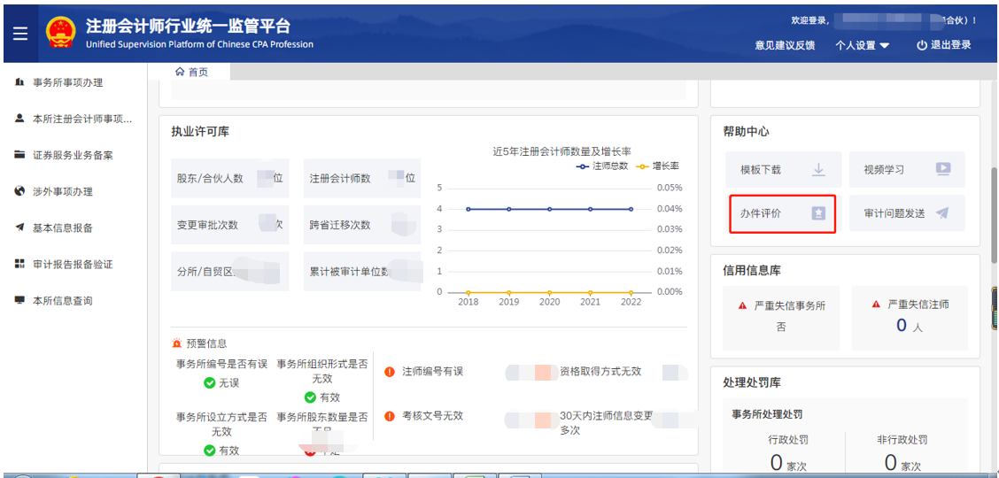 注册会计师行业统一监管平台
Unified Supervision Platform of Chinese CPA Profession
欢迎登录,
合伙)!
意见建议反馈
个人设置
退出登录
首页
事务所事项办理
本所注册会计师事项...
证券服务业务备案
涉外事项办理
基本信息报备
审计报告报备验证
本所信息查询
执业许可库
股东/合伙人数 位
注册会计师数 位
变更审批次数 次
跨省迁移次数
分所/自贸区
累计被审计单位数
近5年注册会计师数量及增长率
注师总数 增长率
5 0.05%
4 0.04%
3 0.03%
2 0.02%
1 0.01%
0 0.00%
2018 2019 2020 2021 2022
预警信息
事务所编号是否有误
无误
事务所组织形式是否
无效
有效
事务所设立方式是否
无效
有效
事务所股东数量是否
注师编号有误
资格取得方式无效
考核文号无效
30天内注师信息变更
多次
帮助中心
模板下载
视频学习
办件评价
审计问题发送
信用信息库
严重失信事务所
否
严重失信注师
0 人
处理处罚库
事务所处理处罚
行政处罚
0 家次
非行政处罚
0 家次